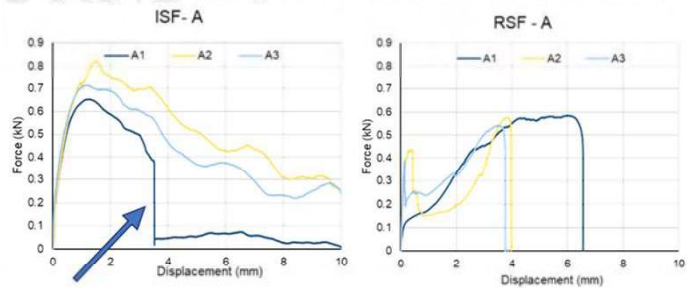 ISF - A
0.9
0.8
0.7
0.6
0.5
0.4
0.3
0.2
0.1
0
Force (kN)
A1 A2 A3
0 2 4 6 8 10
Displacement (mm)
RSF - A
0.9
0.8
0.7
0.6
0.5
0.4
0.3
0.2
0.1
0
Force (kN)
A1 A2 A3
0 2 4 6 8 10
Displacement (mm)